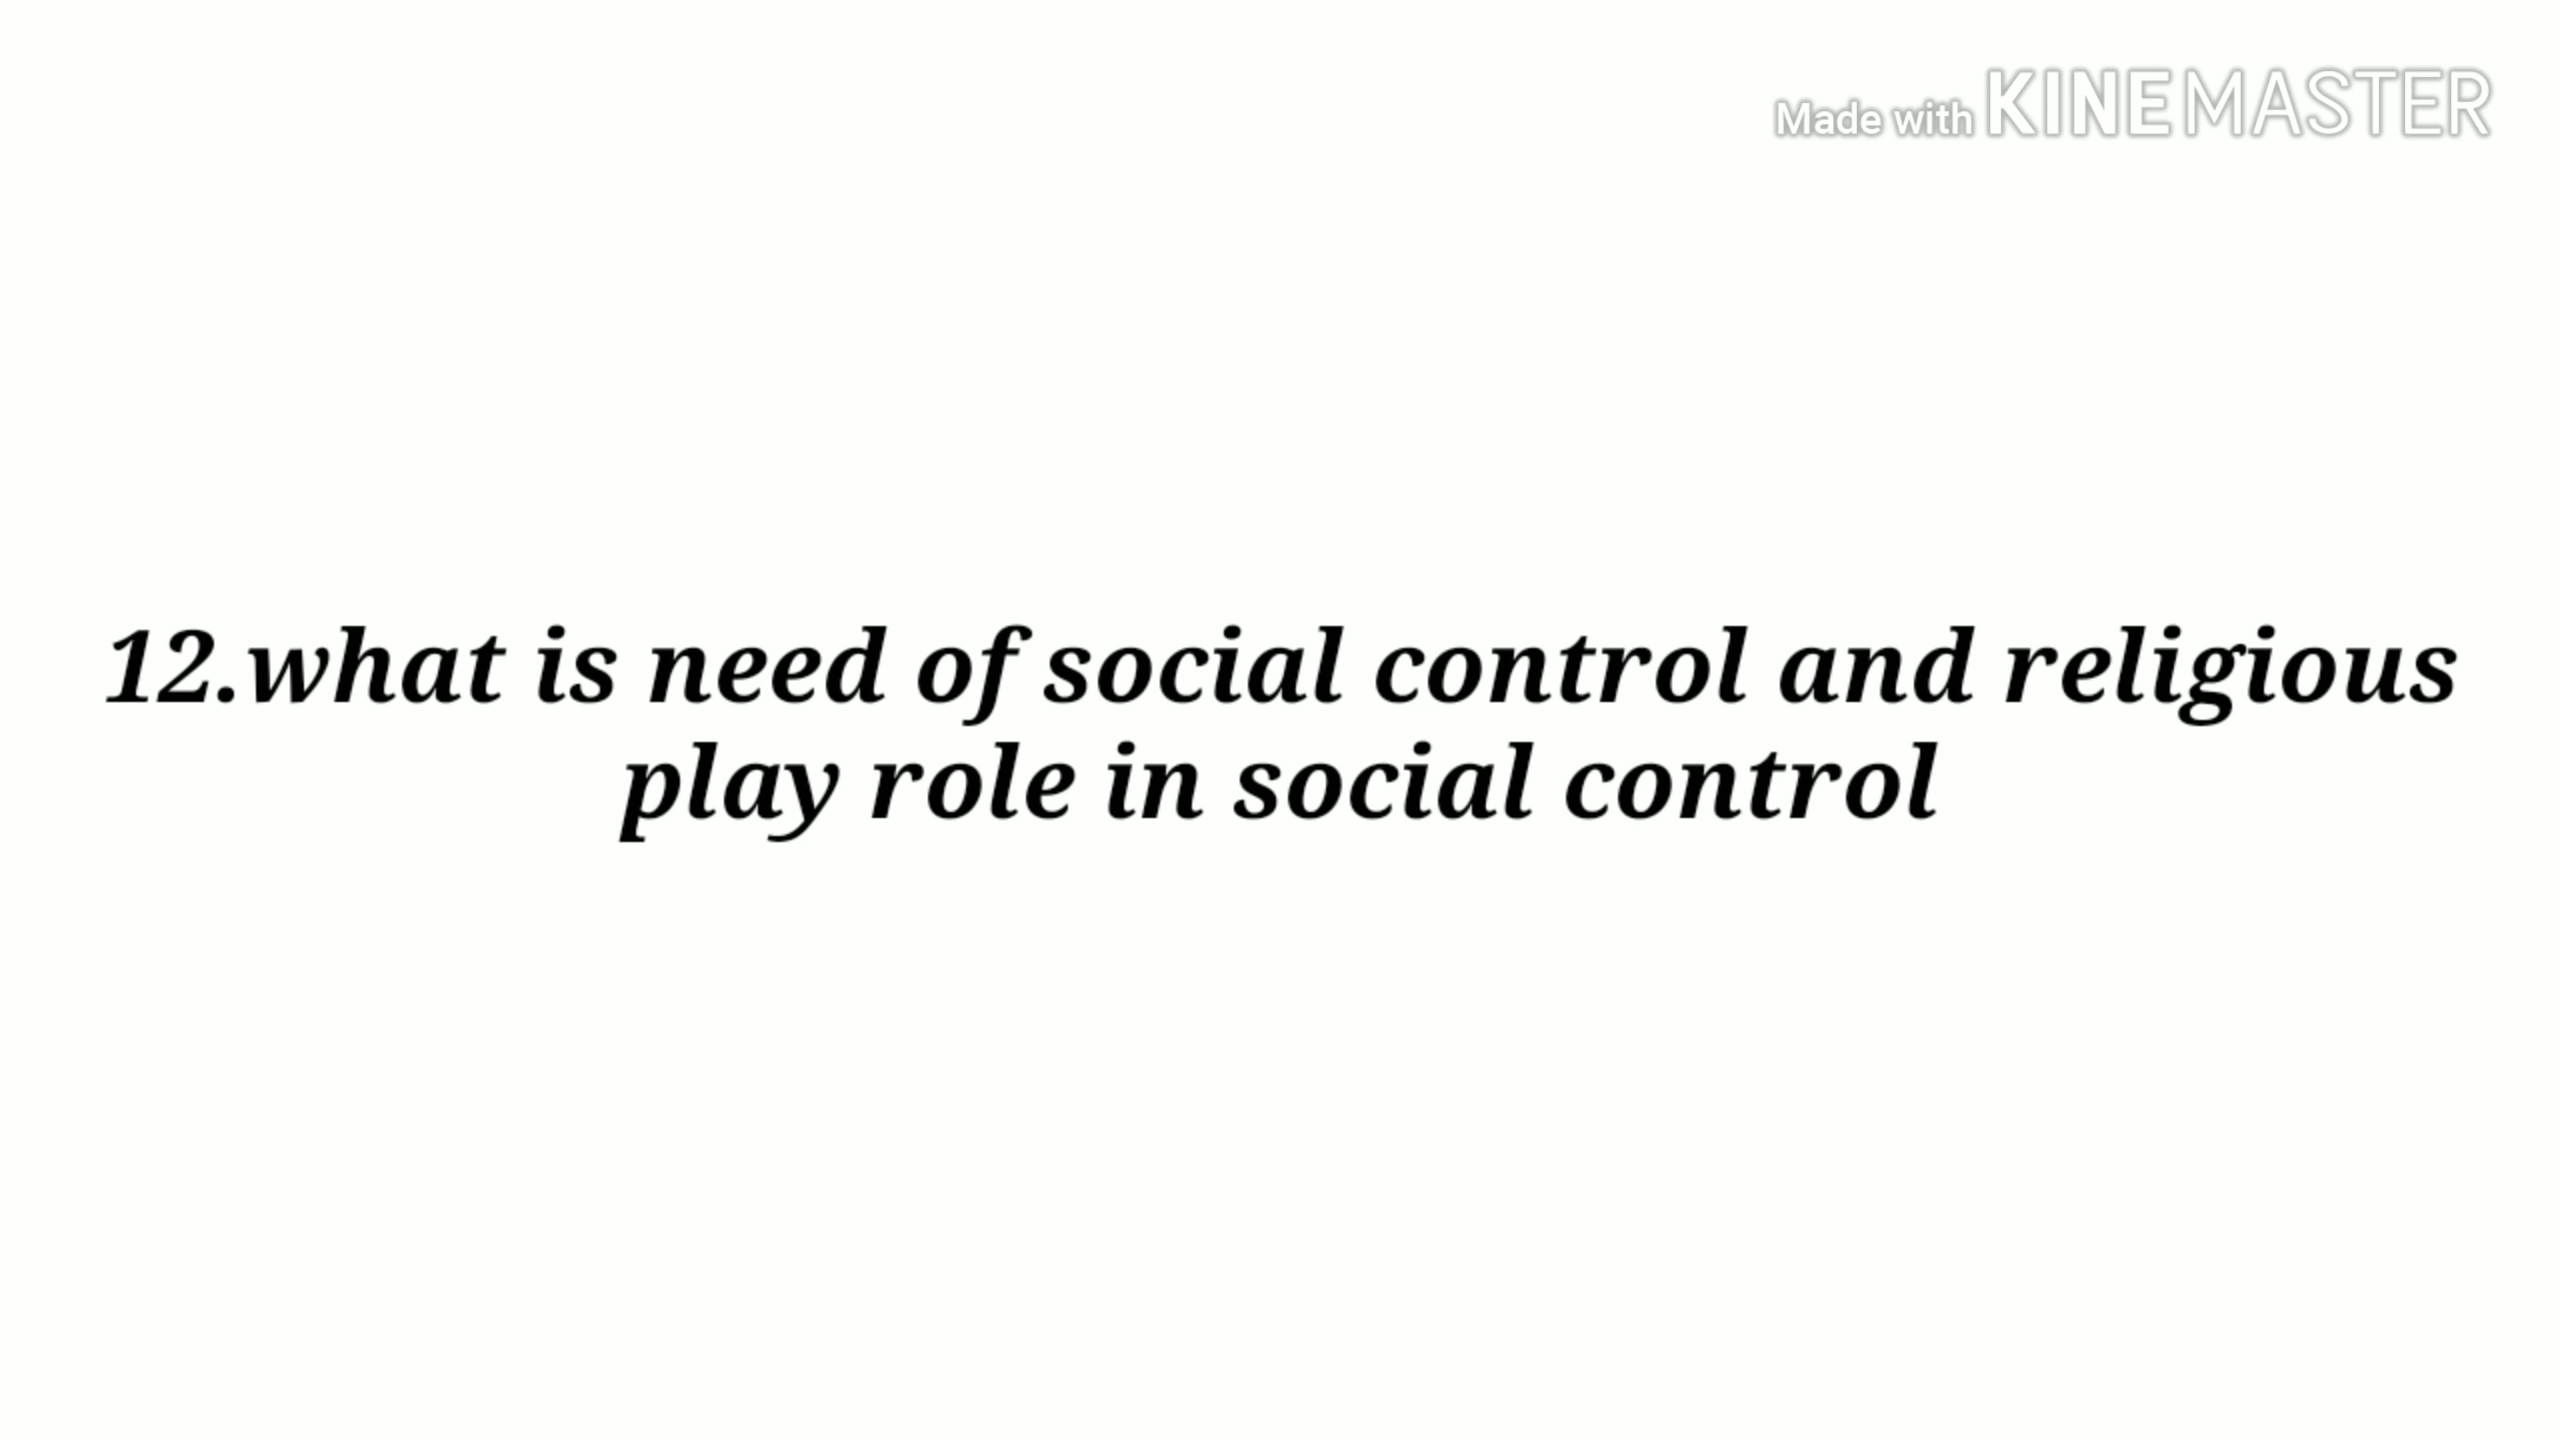 Made with KINEMASTER
12.what is need of social control and religious
play role in social control